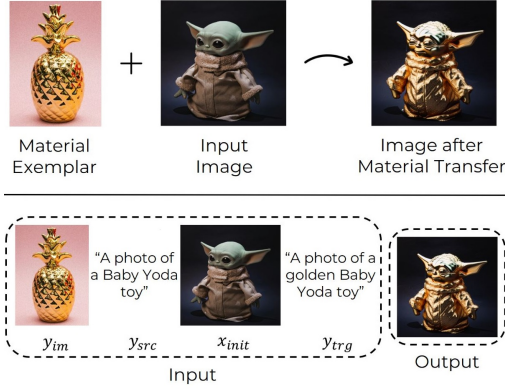 Material
Exemplar
Input
Image
Image after
Material Transfer
“A photo of
a Baby Yoda
toy”
“A photo of a
golden Baby
Yoda toy”
y_im
y_src
x_init
y_trg
Input
Output